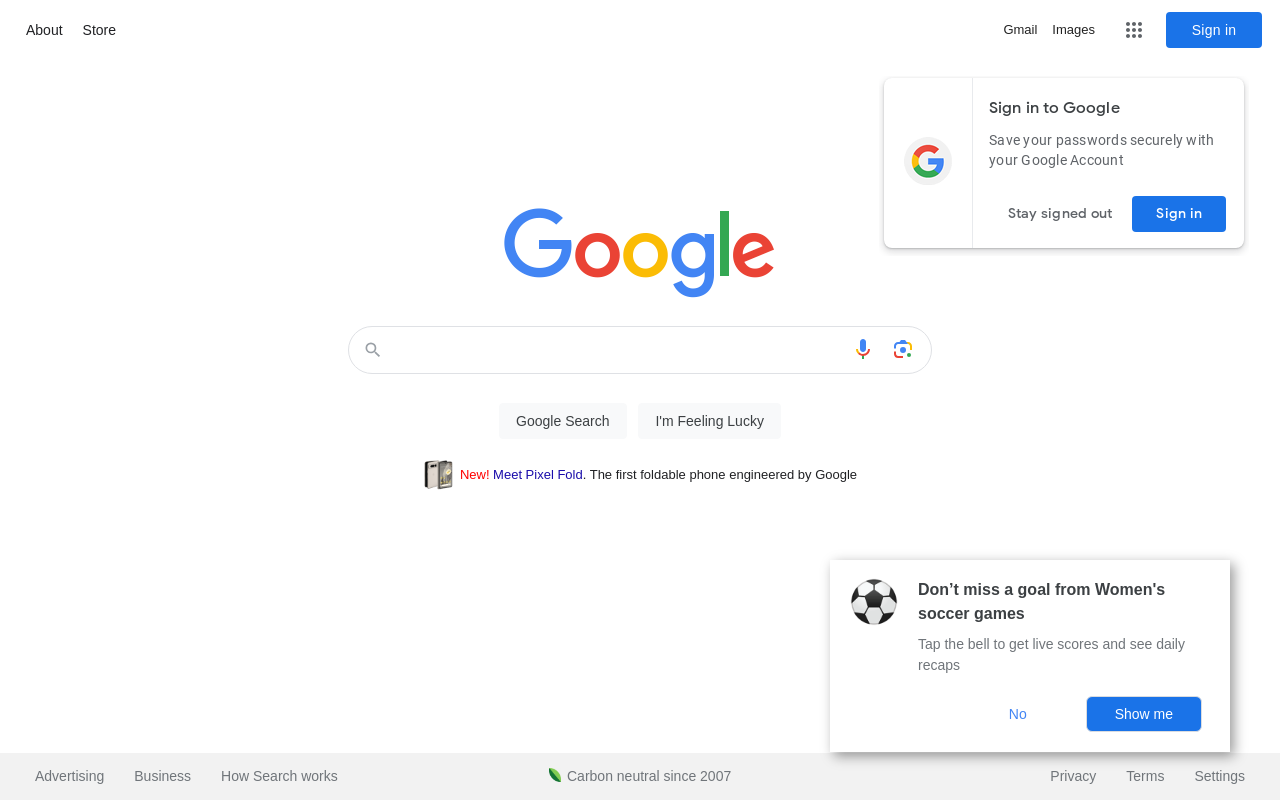 About Store
Gmail Images Sign in
Sign in to Google
Save your passwords securely with
your Google Account
Stay signed out Sign in
Google
Google Search I'm Feeling Lucky
New! Meet Pixel Fold. The first foldable phone engineered by Google
Don’t miss a goal from Women's
soccer games
Tap the bell to get live scores and see daily
recaps
No Show me
Advertising Business How Search works Carbon neutral since 2007 Privacy Terms Settings